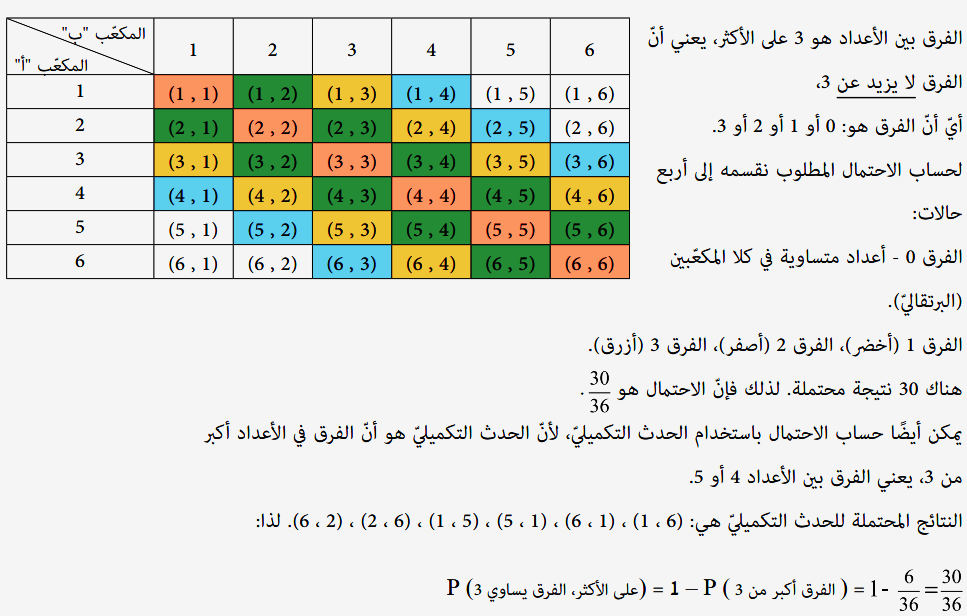 المكعّب "ب"
المكعّب "أ"
1 2 3 4 5 6
1 (1 , 1) (1 , 2) (1 , 3) (1 , 4) (1 , 5) (1 , 6)
2 (2 , 1) (2 , 2) (2 , 3) (2 , 4) (2 , 5) (2 , 6)
3 (3 , 1) (3 , 2) (3 , 3) (3 , 4) (3 , 5) (3 , 6)
4 (4 , 1) (4 , 2) (4 , 3) (4 , 4) (4 , 5) (4 , 6)
5 (5 , 1) (5 , 2) (5 , 3) (5 , 4) (5 , 5) (5 , 6)
6 (6 , 1) (6 , 2) (6 , 3) (6 , 4) (6 , 5) (6 , 6)
الفرق بين الأعداد هو 3 على الأكثر، يعني أنّ
الفرق لا يزيد عن 3،
أيّ أنّ الفرق هو: 0 أو 1 أو 2 أو 3.
لحساب الاحتمال المطلوب نقسمه إلى أربع
حالات:
الفرق 0 - أعداد متساوية في كلا المكعّبين
(البرتقاليّ).
الفرق 1 (أخضر)، الفرق 2 (أصفر)، الفرق 3 (أزرق).
هناك 30 نتيجة محتملة. لذلك فإنّ الاحتمال هو 30/36.
يمكن أيضًا حساب الاحتمال باستخدام الحدث التكميليّ، لأنّ الحدث التكميليّ هو أنّ الفرق في الأعداد أكبر
من 3، يعني الفرق بين الأعداد 4 أو 5.
النتائج المحتملة للحدث التكميليّ هي: (1 ، 6) ، (6 ، 1) ، (5 ، 1) ، (1 ، 5) ، (2 ، 6) ، (6 ، 2). لذا:
P (على الأكثر، الفرق يساوي 3) = 1 – P ( الفرق أكبر من 3 ) = 1- 6/36 = 30/36